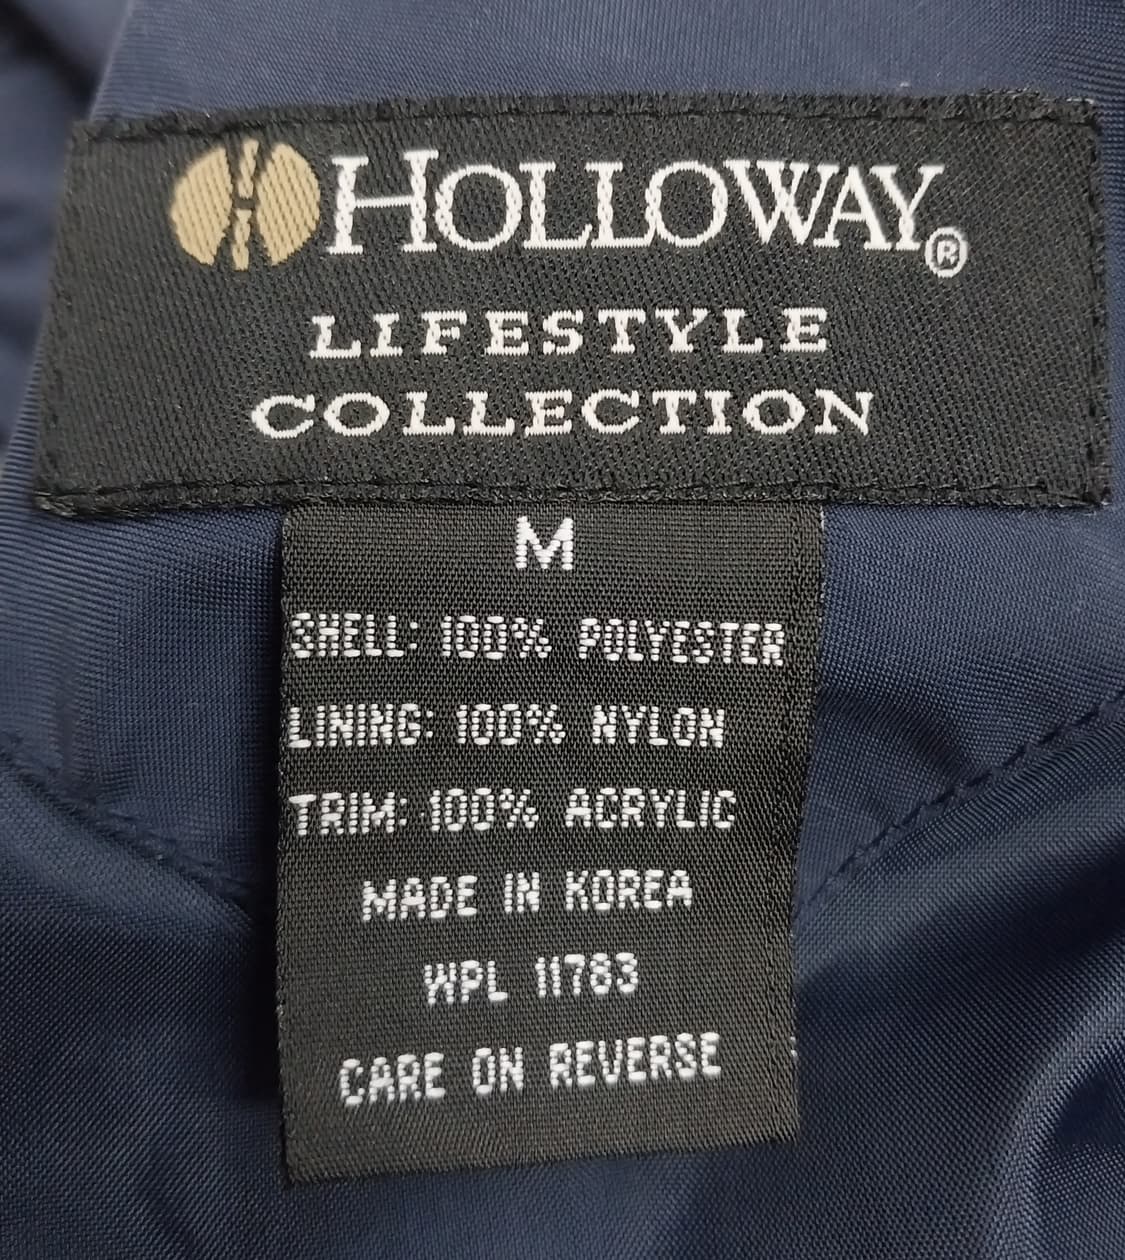 HOLLOWAY®
LIFESTYLE
COLLECTION
M
SHELL: 100% POLYESTER
LINING: 100% NYLON
TRIM: 100% ACRYLIC
MADE IN KOREA
WPL 11783
CARE ON REVERSE